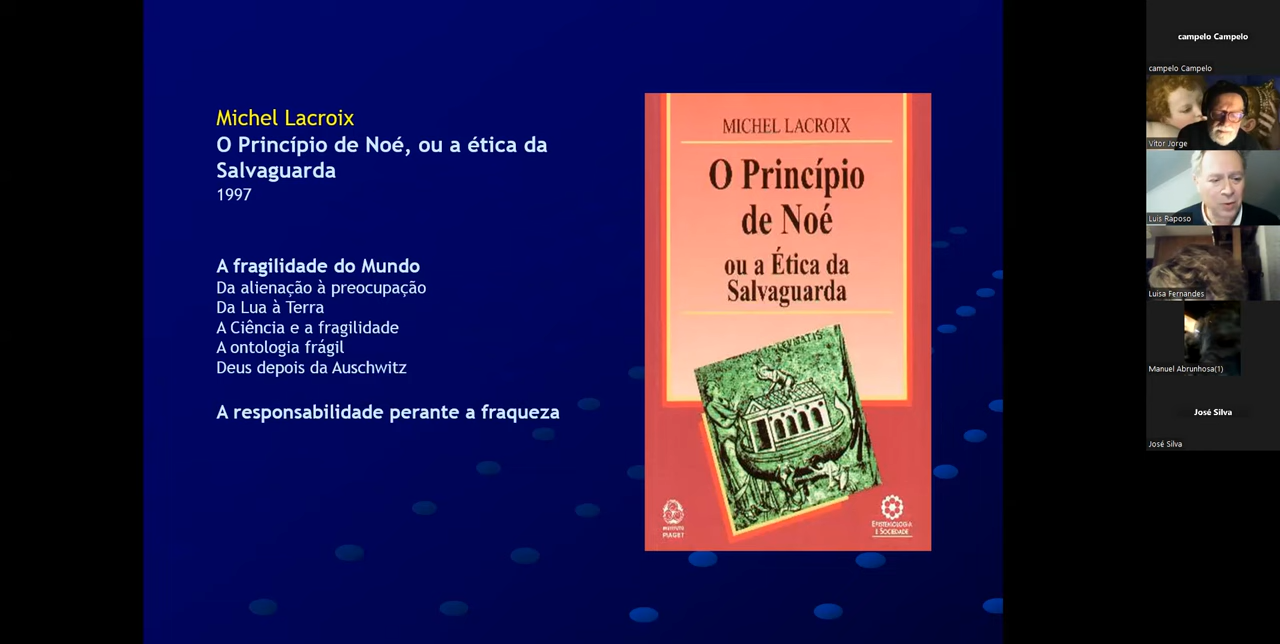 Michel Lacroix
O Princípio de Noé, ou a ética da
Salvaguarda
1997
A fragilidade do Mundo
Da alienação à preocupação
Da Lua à Terra
A Ciência e a fragilidade
A ontologia frágil
Deus depois da Auschwitz
A responsabilidade perante a fraqueza
MICHEL LACROIX
O Princípio
de Noé
ou a Ética da
Salvaguarda
INSTITUTO
PIAGET
EPISTEMOLOGIA
E SOCIEDADE
campelo Campelo
campelo Campelo
Vitor Jorge
Luis Raposo
Luisa Fernandes
Manuel Abrunhosa(1)
José Silva
José Silva